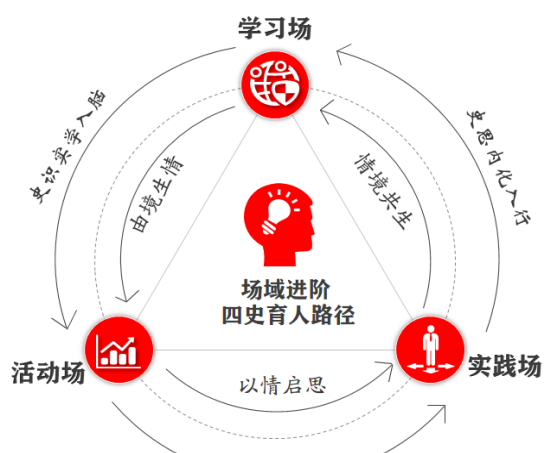 学习场
史识实学入脑
史思内化入行
由境生情
情境共生
场域进阶
四史育人路径
活动场
实践场
以情启思